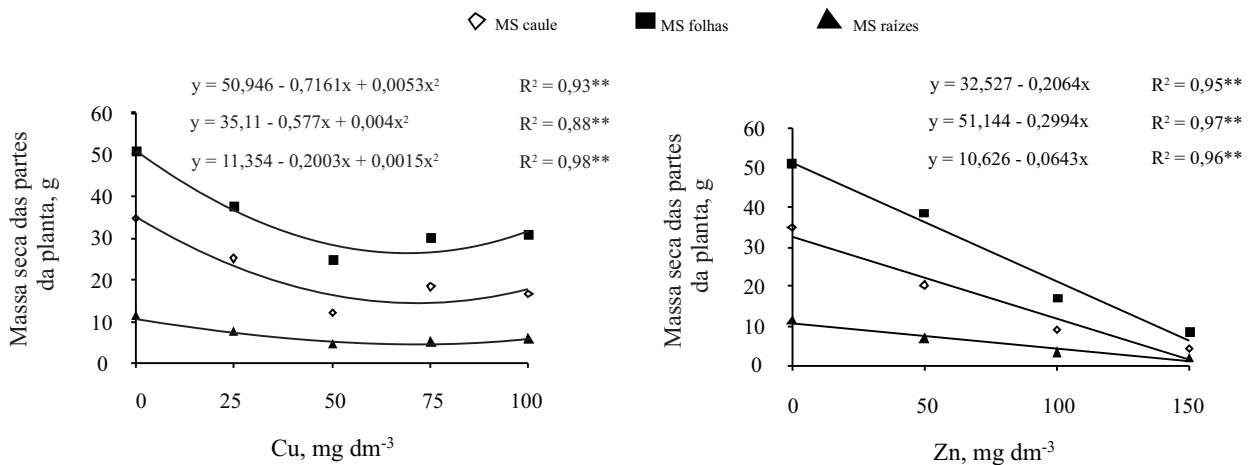 MS caule MS folhas MS raízes
y = 50,946 - 0,7161x + 0,0053x² R² = 0,93**
y = 35,11 - 0,577x + 0,004x² R² = 0,88**
y = 11,354 - 0,2003x + 0,0015x² R² = 0,98**
Massa seca das partes
da planta, g
60
50
40
30
20
10
0
0 25 50 75 100
Cu, mg dm⁻³
y = 32,527 - 0,2064x R² = 0,95**
y = 51,144 - 0,2994x R² = 0,97**
y = 10,626 - 0,0643x R² = 0,96**
Massa seca das partes
da planta, g
60
50
40
30
20
10
0
0 50 100 150
Zn, mg dm⁻³